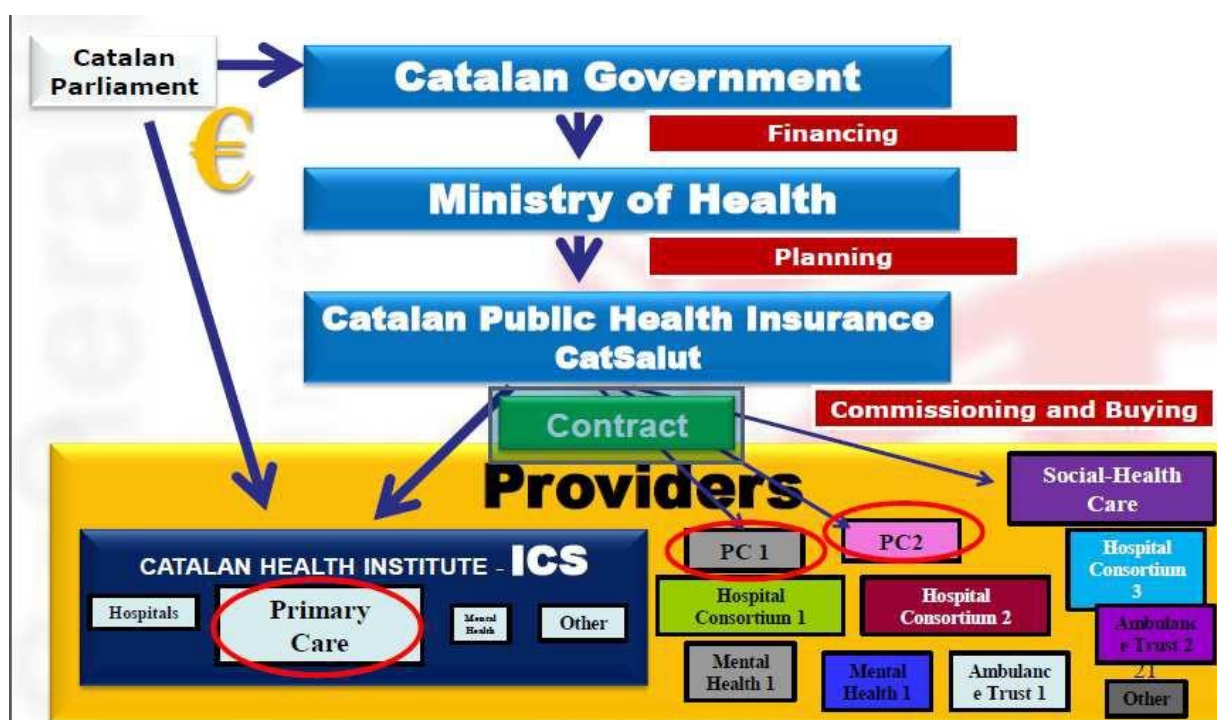 Catalan
Parliament
€
Catalan Government
Financing
Ministry of Health
Planning
Catalan Public Health Insurance
CatSalut
Contract
Commissioning and Buying
Providers
Social-Health
Care
PC 1
PC2
CATALAN HEALTH INSTITUTE - ICS
Hospitals
Primary
Care
Mental
Health
Other
Hospital
Consortium 1
Hospital
Consortium 2
Hospital
Consortium
3
Mental
Health 1
Mental
Health 1
Ambulanc
e Trust 1
Ambulanc
e Trust 2
21
Other